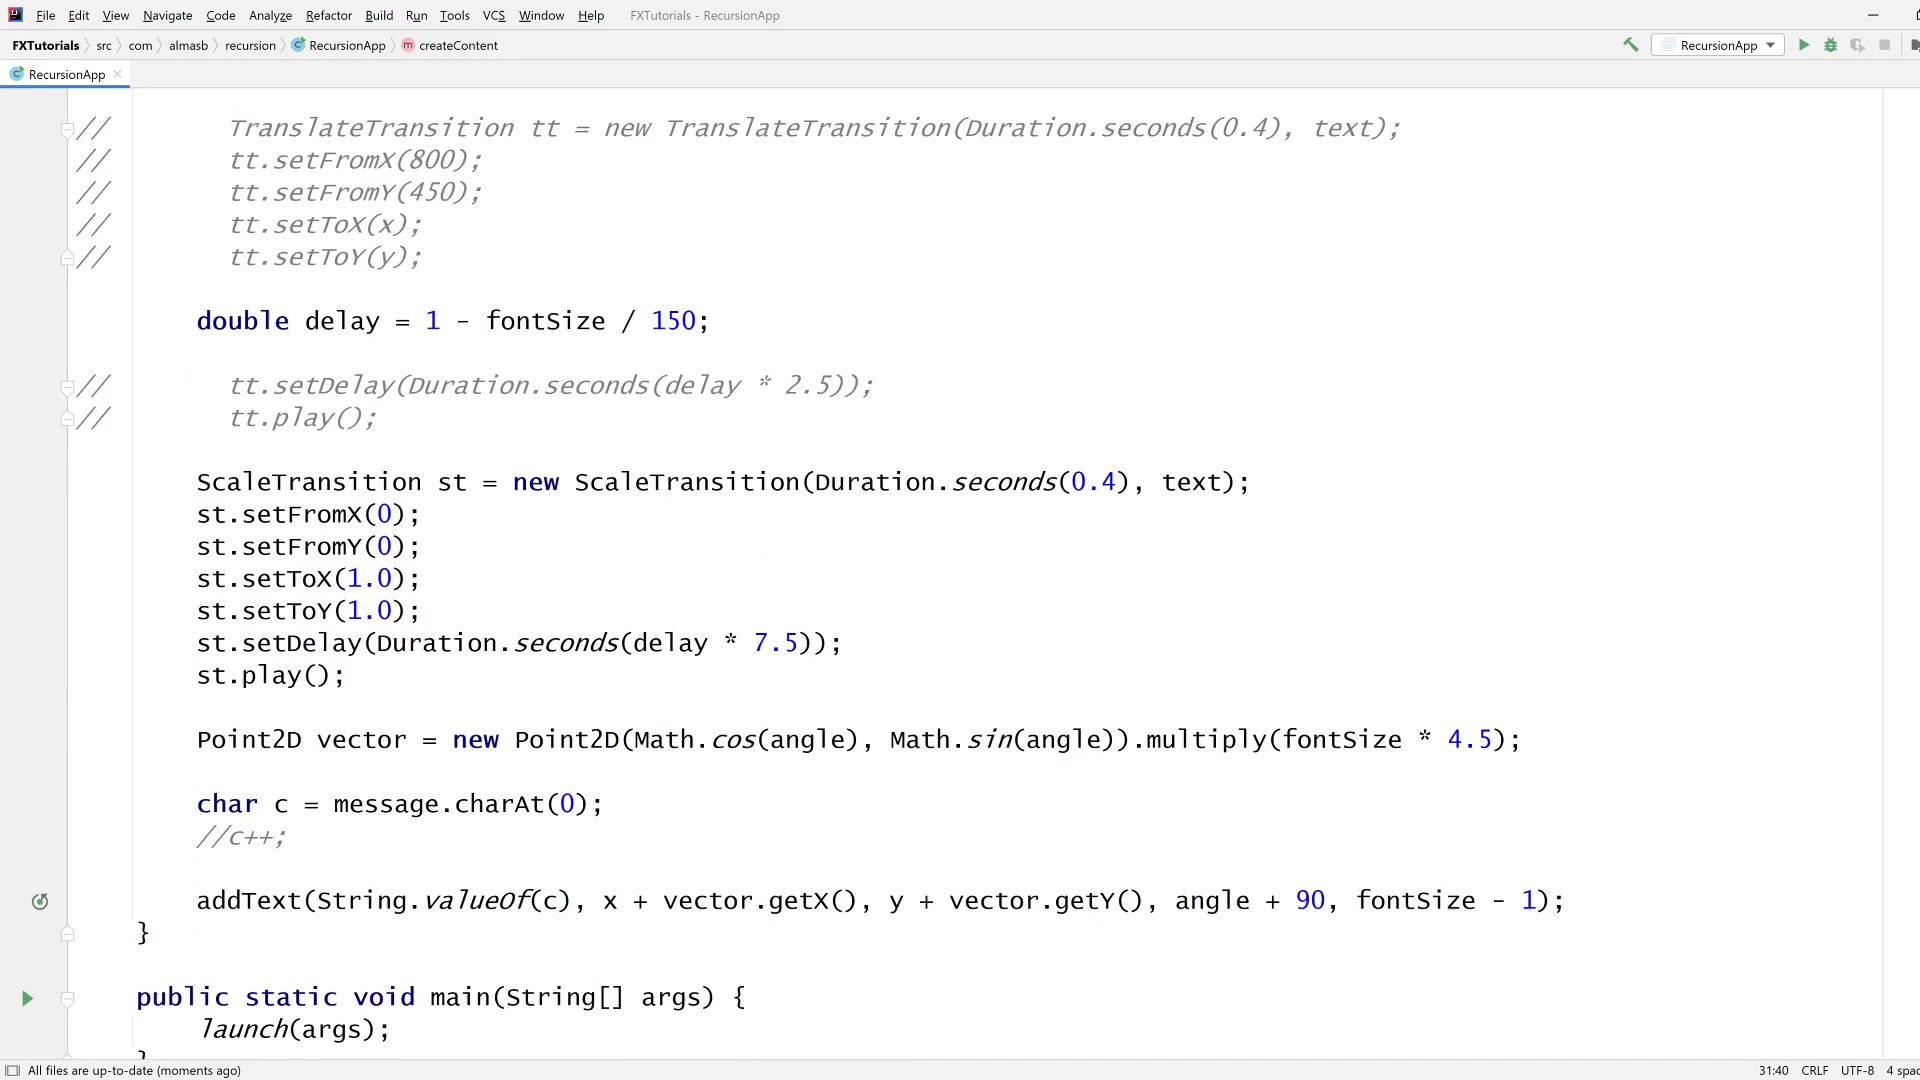 File Edit View Navigate Code Analyze Refactor Build Run Tools VCS Window Help FXTutorials - RecursionApp
FXTutorials src com almasb recursion RecursionApp createContent RecursionApp
RecursionApp
// TranslateTransition tt = new TranslateTransition(Duration.seconds(0.4), text);
// tt.setFromX(800);
// tt.setFromY(450);
// tt.setToX(x);
// tt.setToY(y);
double delay = 1 - fontSize / 150;
// tt.setDelay(Duration.seconds(delay * 2.5));
// tt.play();
ScaleTransition st = new ScaleTransition(Duration.seconds(0.4), text);
st.setFromX(0);
st.setFromY(0);
st.setToX(1.0);
st.setToY(1.0);
st.setDelay(Duration.seconds(delay * 7.5));
st.play();
Point2D vector = new Point2D(Math.cos(angle), Math.sin(angle)).multiply(fontSize * 4.5);
char c = message.charAt(0);
//c++;
addText(String.valueOf(c), x + vector.getX(), y + vector.getY(), angle + 90, fontSize - 1);
}
public static void main(String[] args) {
launch(args);
}
All files are up-to-date (moments ago) 31:40 CRLF UTF-8 4 spac